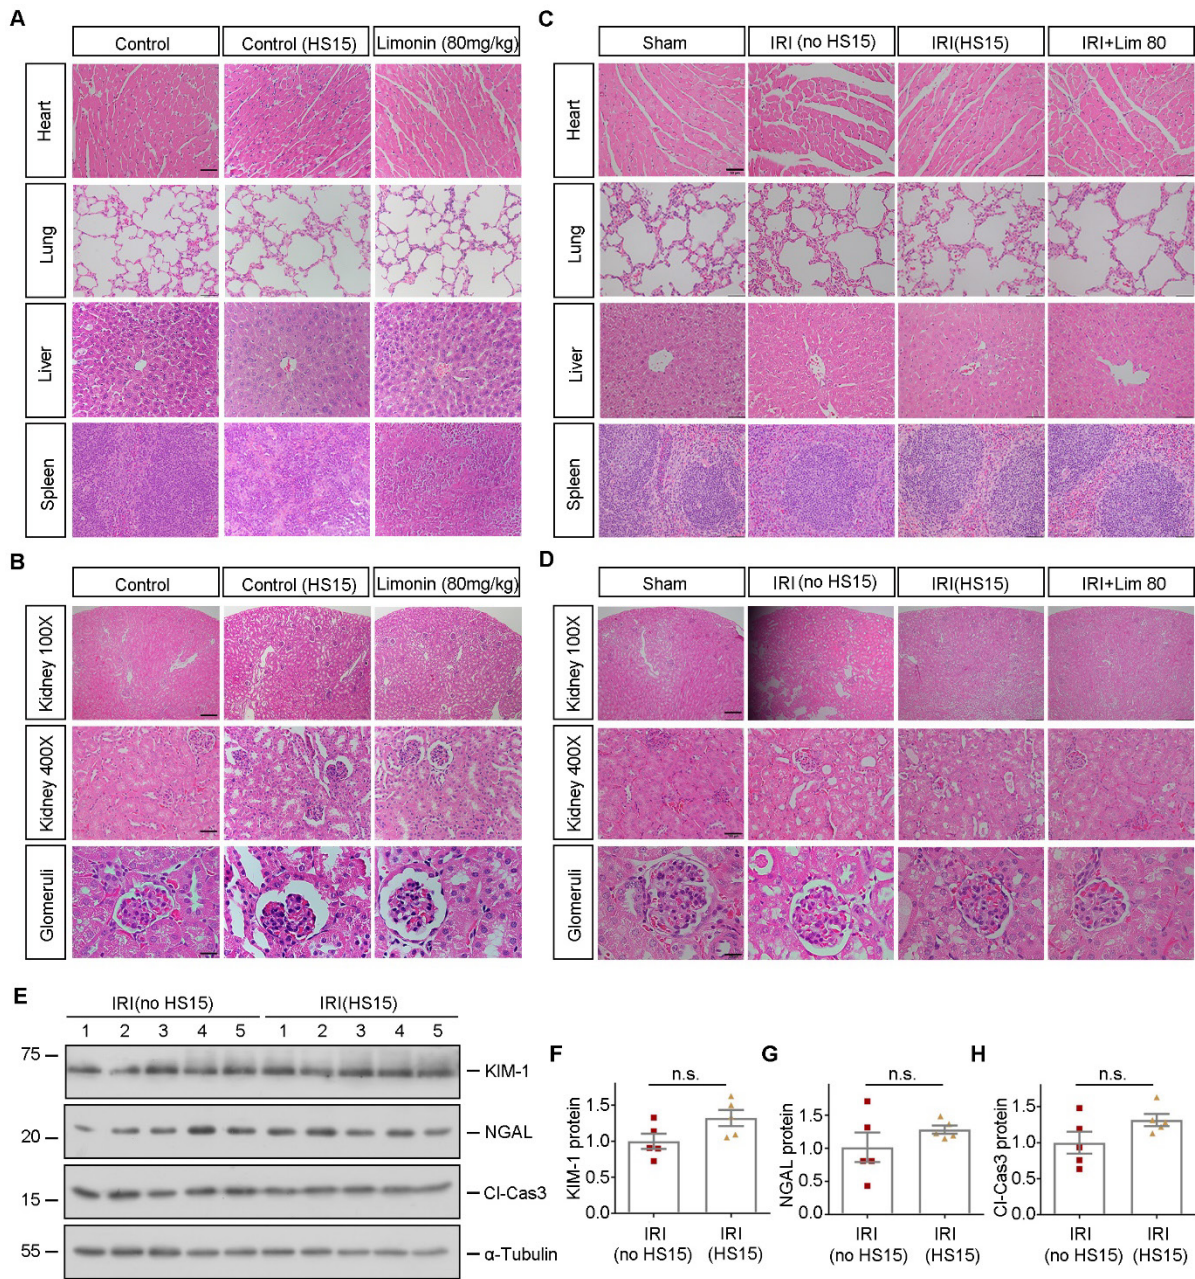 A
Control
Control (HS15)
Limonin (80mg/kg)
Heart
Lung
Liver
Spleen
B
Control
Control (HS15)
Limonin (80mg/kg)
Kidney 100X
Kidney 400X
Glomeruli
C
Sham
IRI (no HS15)
IRI(HS15)
IRI+Lim 80
Heart
Lung
Liver
Spleen
D
Sham
IRI (no HS15)
IRI(HS15)
IRI+Lim 80
Kidney 100X
Kidney 400X
Glomeruli
E
IRI(no HS15) IRI(HS15)
1 2 3 4 5 1 2 3 4 5
75
KIM-1
20
NGAL
15
Cl-Cas3
55
α-Tubulin
F
n.s.
KIM-1 protein
1.5
1.0
0.5
0.0
IRI
(no HS15)
IRI
(HS15)
G
n.s.
NGAL protein
1.5
1.0
0.5
0.0
IRI
(no HS15)
IRI
(HS15)
H
n.s.
Cl-Cas3 protein
1.5
1.0
0.5
0.0
IRI
(no HS15)
IRI
(HS15)